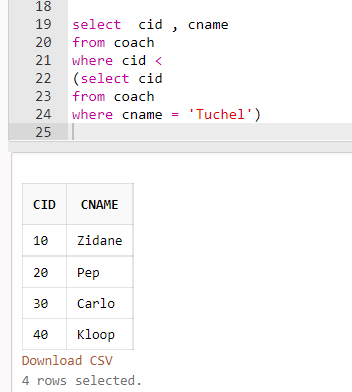 18
19 select  cid , cname
20 from coach
21 where cid <
22 (select cid
23 from coach
24 where cname = 'Tuchel')
25
CID CNAME
10 Zidane
20 Pep
30 Carlo
40 Kloop
Download CSV
4 rows selected.